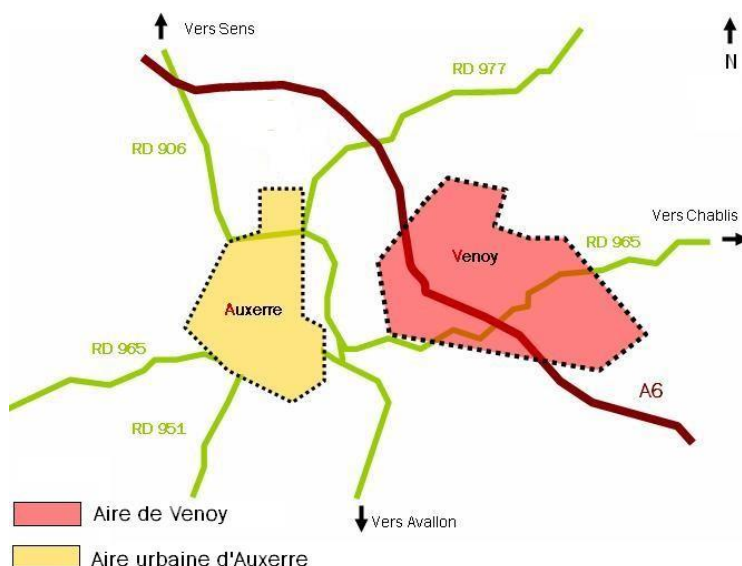 Vers Sens
N
RD 977
RD 906
Vers Chablis
RD 965
Venoy
Auxerre
RD 965
A6
RD 951
Aire de Venoy
Vers Avallon
Aire urbaine d'Auxerre